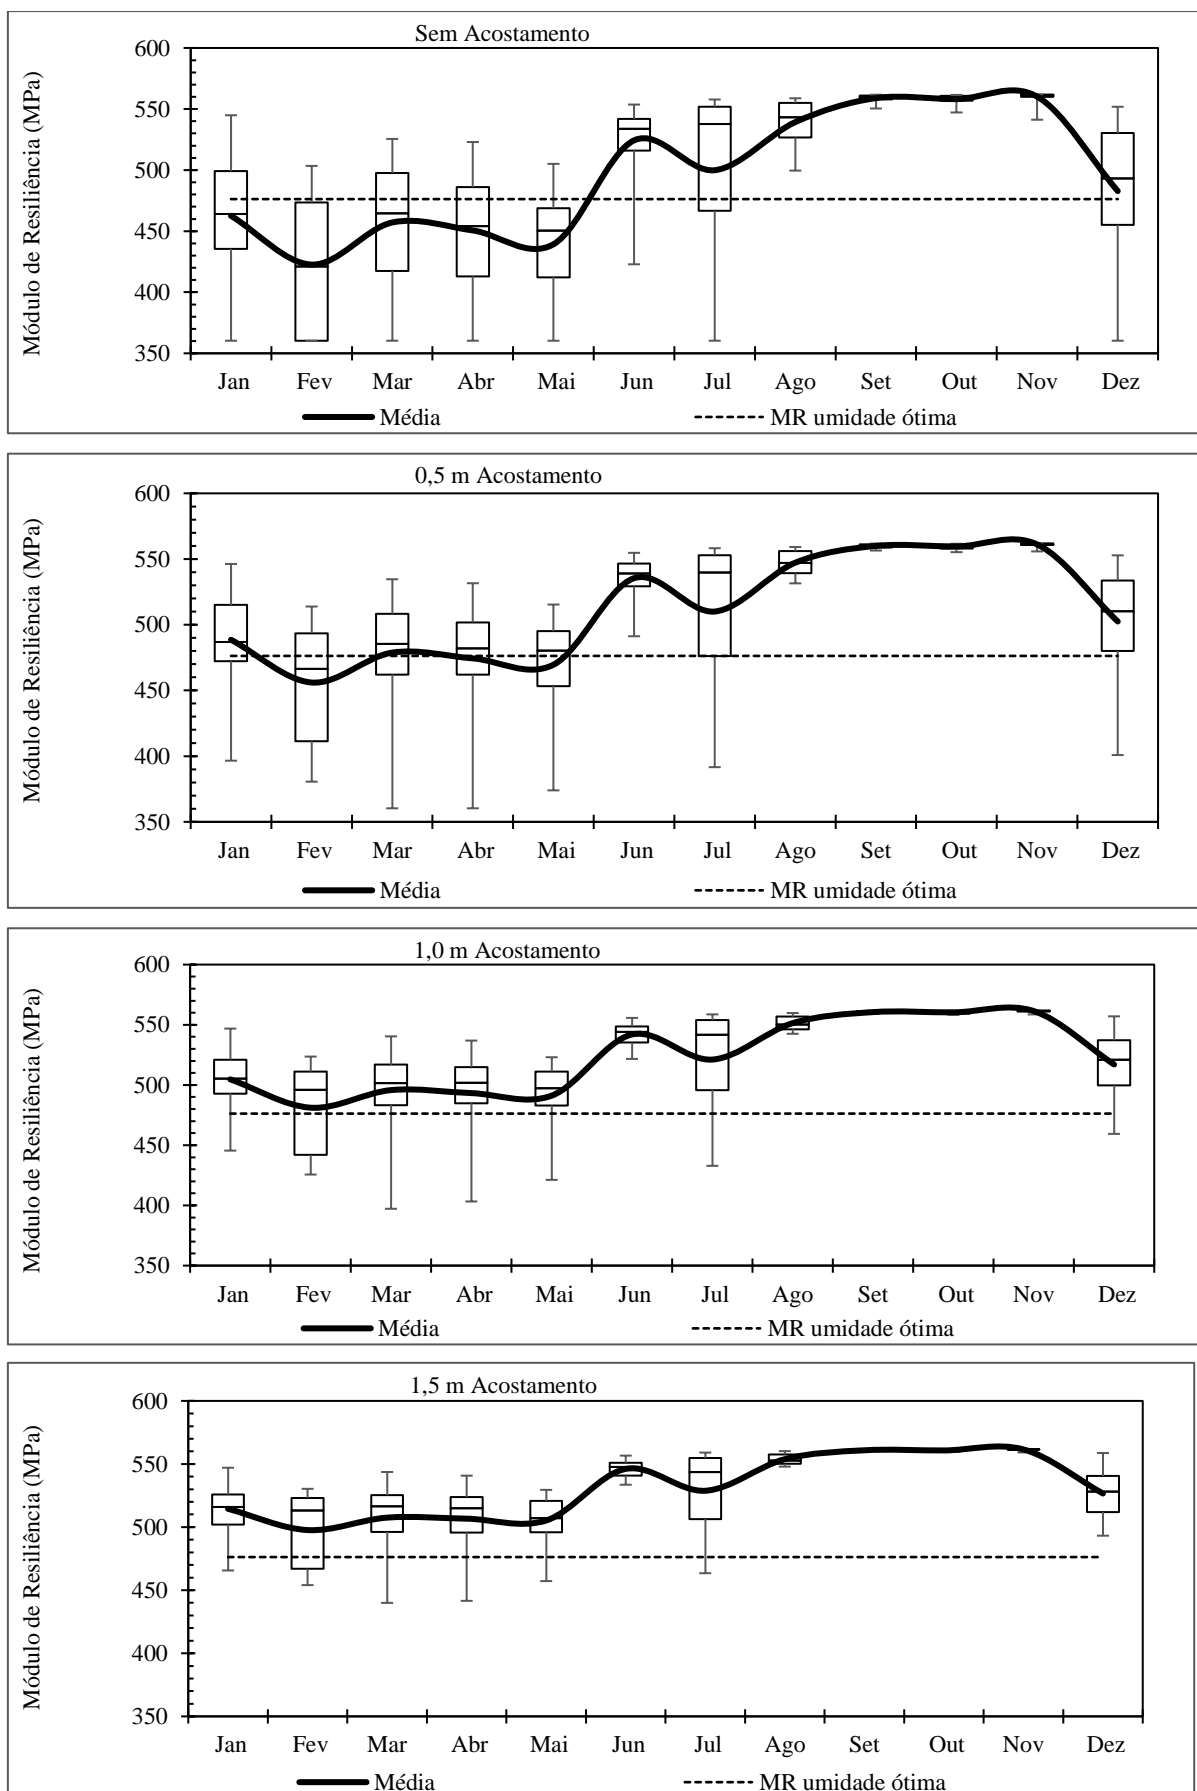 Sem Acostamento
Módulo de Resiliência (MPa)
600
550
500
450
400
350
Jan Fev Mar Abr Mai Jun Jul Ago Set Out Nov Dez
Média MR umidade ótima
0,5 m Acostamento
Módulo de Resiliência (MPa)
600
550
500
450
400
350
Jan Fev Mar Abr Mai Jun Jul Ago Set Out Nov Dez
Média MR umidade ótima
1,0 m Acostamento
Módulo de Resiliência (MPa)
600
550
500
450
400
350
Jan Fev Mar Abr Mai Jun Jul Ago Set Out Nov Dez
Média MR umidade ótima
1,5 m Acostamento
Módulo de Resiliência (MPa)
600
550
500
450
400
350
Jan Fev Mar Abr Mai Jun Jul Ago Set Out Nov Dez
Média MR umidade ótima